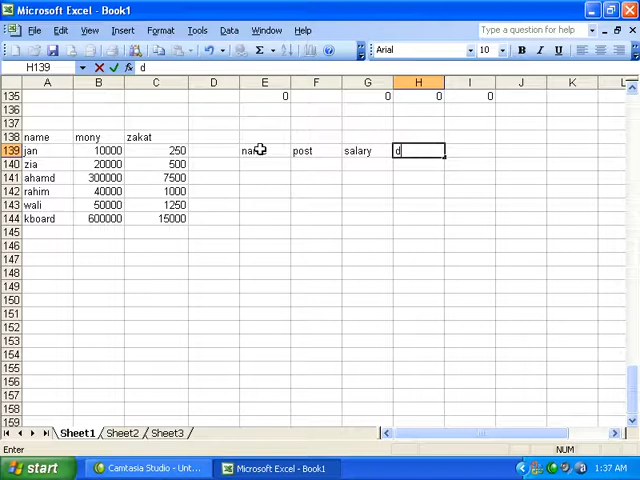 Microsoft Excel - Book1
File Edit View Insert Format Tools Data Window Help
Type a question for help
Arial 10 B I U
H139 fx d
A B C D E F G H I J K L
135 0 0 0 0
136
137
138 name mony zakat
139 jan 10000 250 post salary d
140 zia 20000 500
141 ahamd 300000 7500
142 rahim 40000 1000
143 wali 50000 1250
144 kboard 600000 15000
145
146
147
148
149
150
151
152
153
154
155
156
157
158
159
Sheet1 Sheet2 Sheet3
Enter NUM
start Camtasia Studio - Unt... Microsoft Excel - Book1 1:37 AM